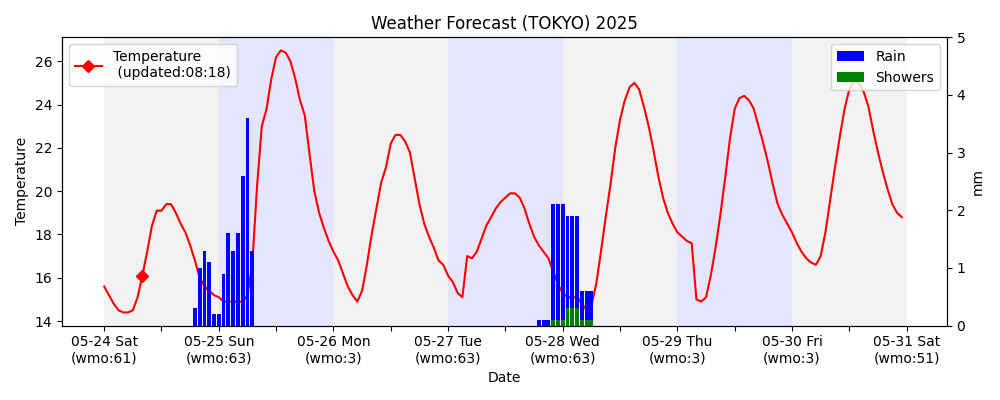 Weather Forecast (TOKYO) 2025
Temperature
(updated:08:18)
Rain
Showers
26
24
22
20
18
16
14
Temperature
5
4
3
2
1
0
mm
05-24 Sat
(wmo:61)
05-25 Sun
(wmo:63)
05-26 Mon
(wmo:3)
05-27 Tue
(wmo:63)
05-28 Wed
(wmo:63)
05-29 Thu
(wmo:3)
05-30 Fri
(wmo:3)
05-31 Sat
(wmo:51)
Date